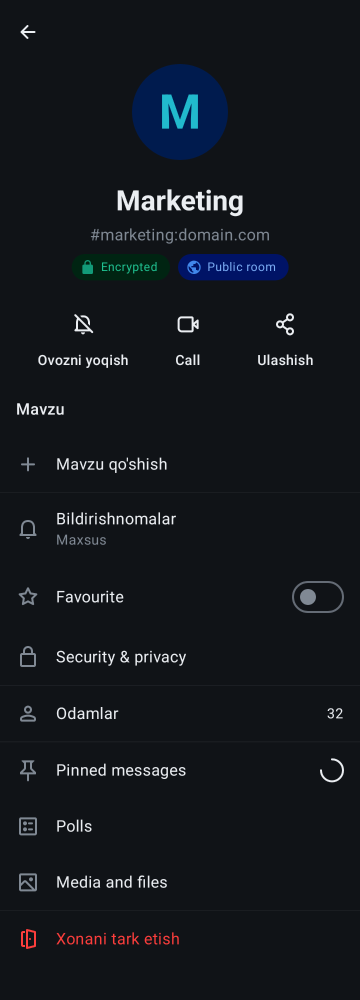 M
Marketing
#marketing:domain.com
Encrypted
Public room
Ovozni yoqish
Call
Ulashish
Mavzu
Mavzu qo'shish
Bildirishnomalar
Maxsus
Favourite
Security & privacy
Odamlar
32
Pinned messages
Polls
Media and files
Xonani tark etish